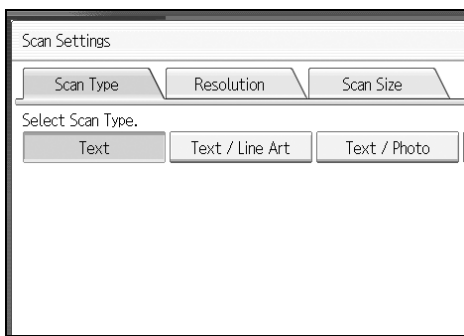 Scan Settings
Scan Type Resolution Scan Size
Select Scan Type.
Text Text / Line Art Text / Photo